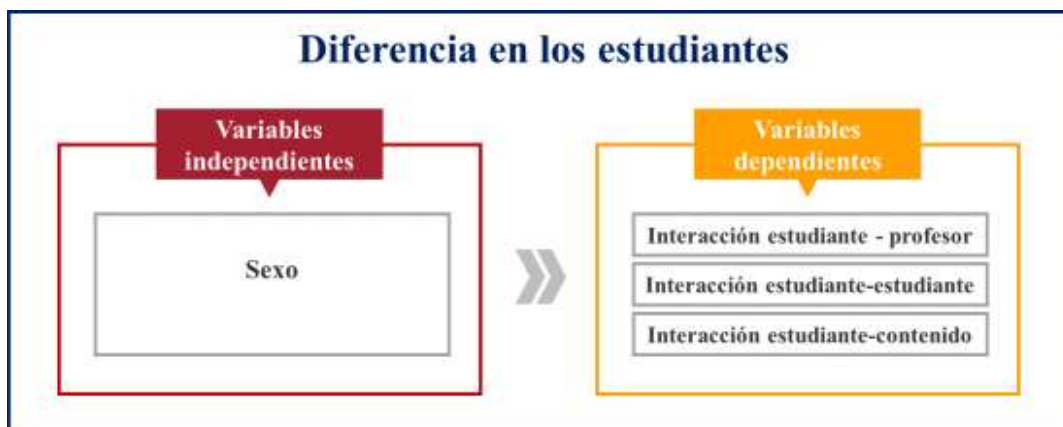 Diferencia en los estudiantes
Variables
independientes
Sexo
Variables
dependientes
Interacción estudiante - profesor
Interacción estudiante-estudiante
Interacción estudiante-contenido